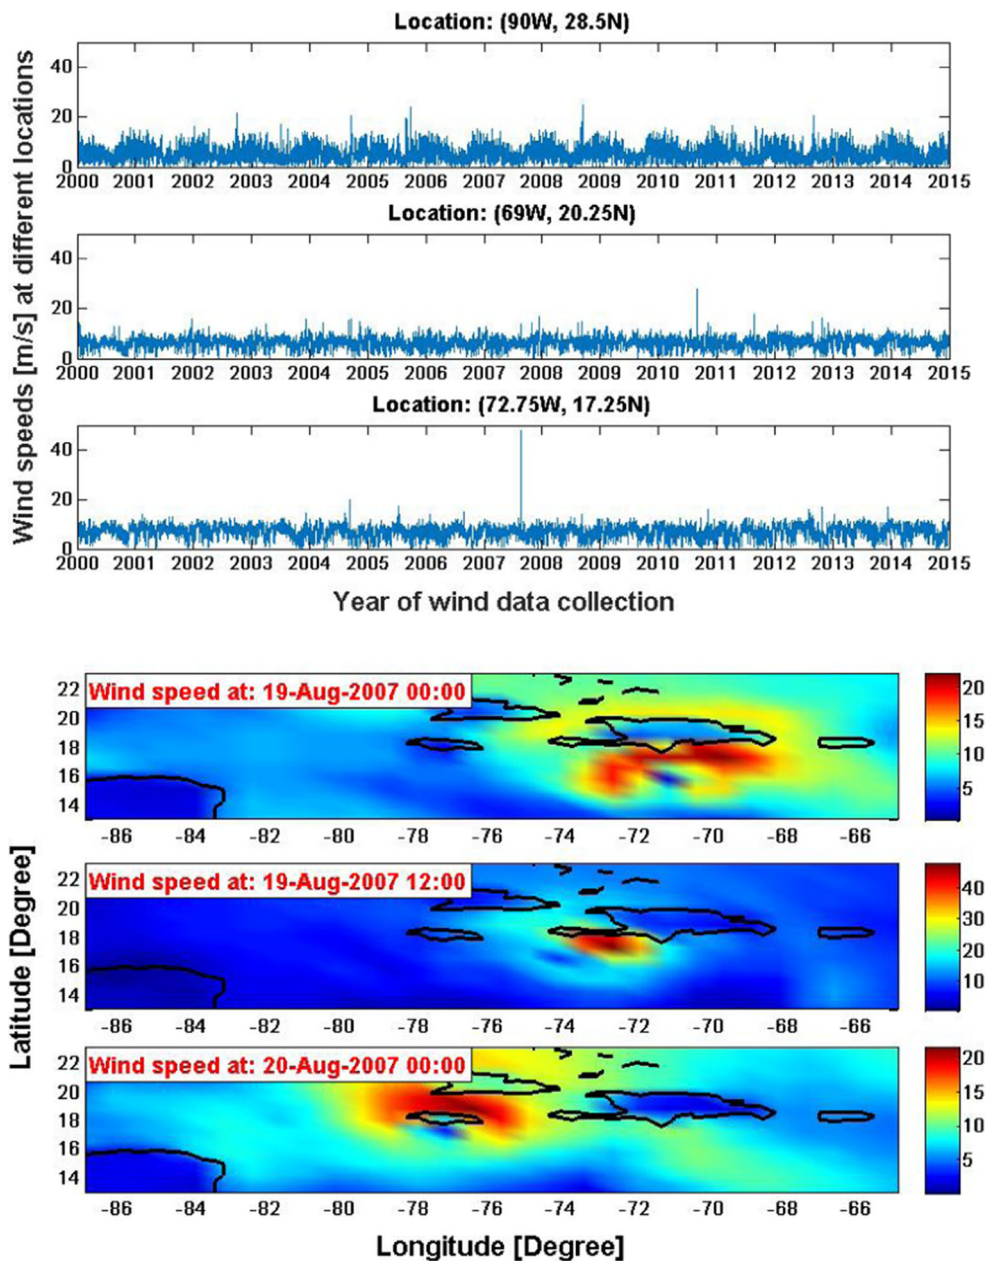 Wind speeds [m/s] at different locations
Location: (90W, 28.5N)
40
20
0
2000 2001 2002 2003 2004 2005 2006 2007 2008 2009 2010 2011 2012 2013 2014 2015
Location: (69W, 20.25N)
40
20
0
2000 2001 2002 2003 2004 2005 2006 2007 2008 2009 2010 2011 2012 2013 2014 2015
Location: (72.75W, 17.25N)
40
20
0
2000 2001 2002 2003 2004 2005 2006 2007 2008 2009 2010 2011 2012 2013 2014 2015
Year of wind data collection
Latitude [Degree]
Wind speed at: 19-Aug-2007 00:00
22
20
18
16
14
-86 -84 -82 -80 -78 -76 -74 -72 -70 -68 -66
20
15
10
5
Wind speed at: 19-Aug-2007 12:00
22
20
18
16
14
-86 -84 -82 -80 -78 -76 -74 -72 -70 -68 -66
40
30
20
10
Wind speed at: 20-Aug-2007 00:00
22
20
18
16
14
-86 -84 -82 -80 -78 -76 -74 -72 -70 -68 -66
20
15
10
5
Longitude [Degree]